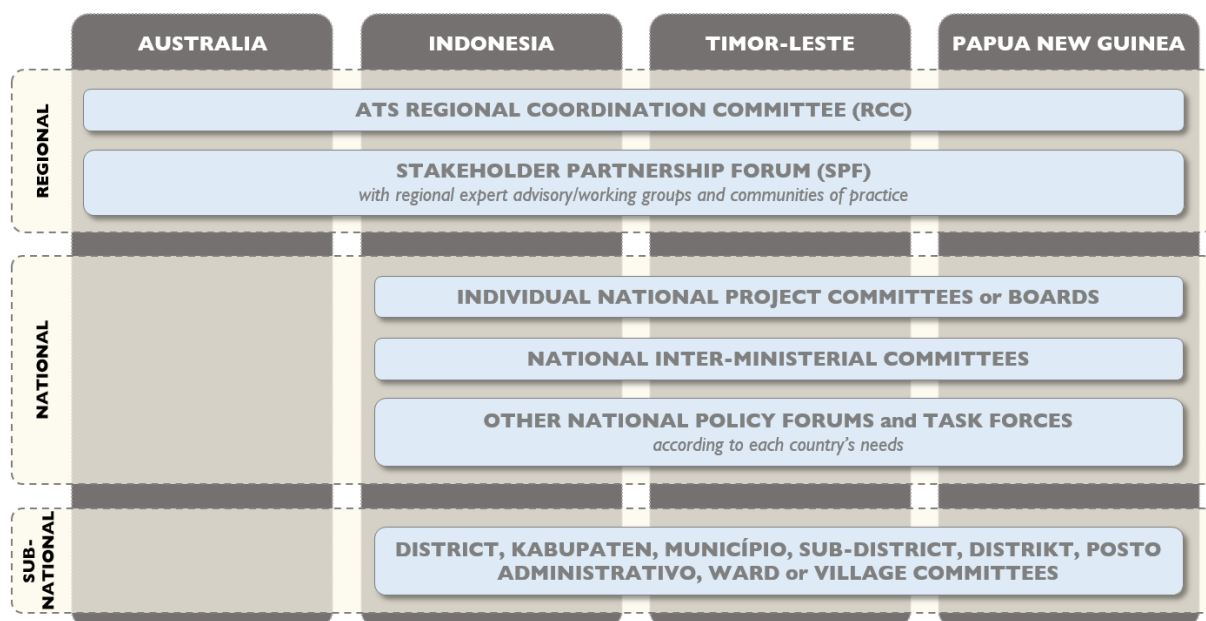 AUSTRALIA
INDONESIA
TIMOR-LESTE
PAPUA NEW GUINEA
REGIONAL
ATS REGIONAL COORDINATION COMMITTEE (RCC)
STAKEHOLDER PARTNERSHIP FORUM (SPF)
with regional expert advisory/working groups and communities of practice
NATIONAL
INDIVIDUAL NATIONAL PROJECT COMMITTEES or BOARDS
NATIONAL INTER-MINISTERIAL COMMITTEES
OTHER NATIONAL POLICY FORUMS and TASK FORCES
according to each country's needs
SUB-
NATIONAL
DISTRICT, KABUPATEN, MUNICÍPIO, SUB-DISTRICT, DISTRIKT, POSTO
ADMINISTRATIVO, WARD or VILLAGE COMMITTEES